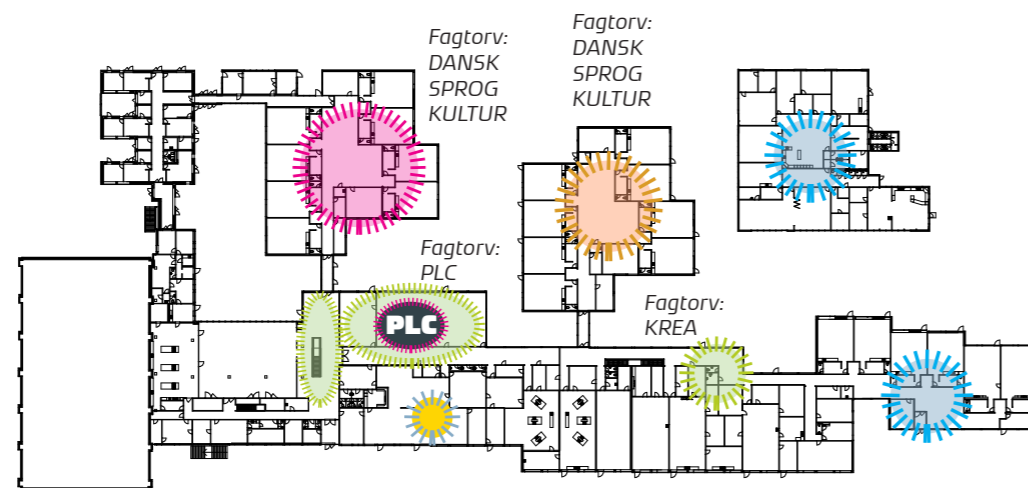 Fagtorv:
DANSK
SPROG
KULTUR
Fagtorv:
DANSK
SPROG
KULTUR
Fagtorv:
PLC
PLC
Fagtorv:
KREA